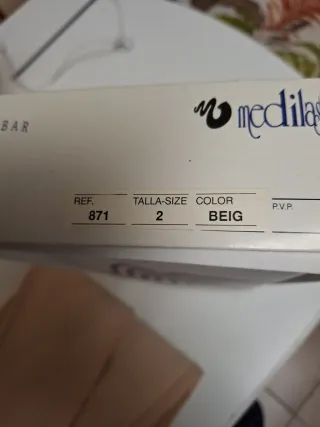 BAR
medilas
REF. TALLA-SIZE COLOR P.V.P.
871 2 BEIG